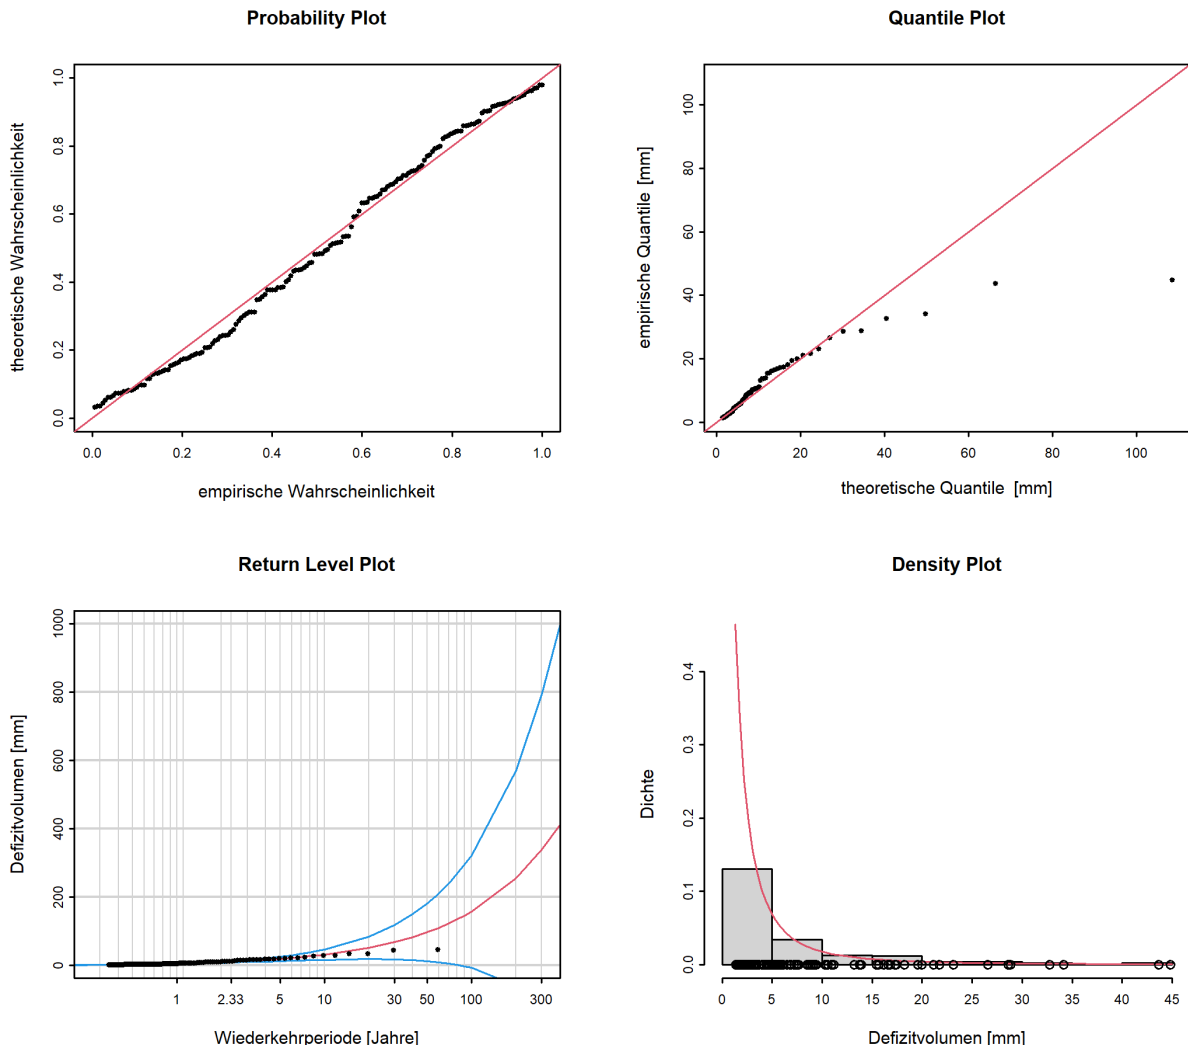 Probability Plot
theoretische Wahrscheinlichkeit
1.0
0.8
0.6
0.4
0.2
0.0
0.0 0.2 0.4 0.6 0.8 1.0
empirische Wahrscheinlichkeit
Quantile Plot
empirische Quantile [mm]
100
80
60
40
20
0
0 20 40 60 80 100
theoretische Quantile [mm]
Return Level Plot
Defizitvolumen [mm]
1000
800
600
400
200
0
1 2.33 5 10 30 50 100 300
Wiederkehrperiode [Jahre]
Density Plot
Dichte
0.4
0.3
0.2
0.1
0.0
0 5 10 15 20 25 30 35 40 45
Defizitvolumen [mm]